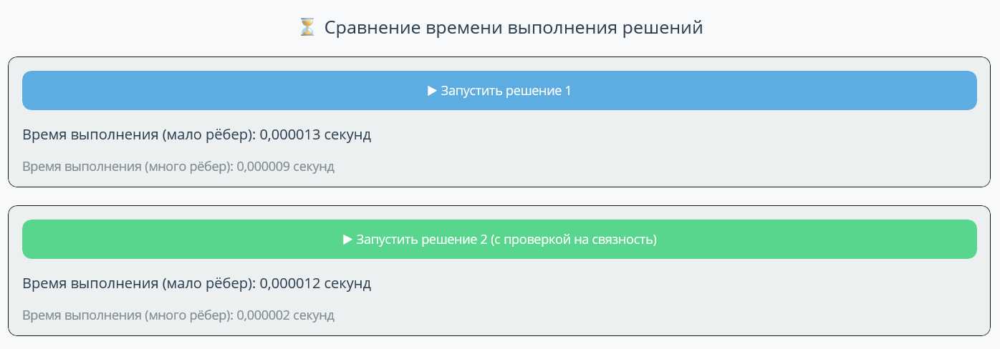 ⏳ Сравнение времени выполнения решений
▶ Запустить решение 1
Время выполнения (мало рёбер): 0,000013 секунд
Время выполнения (много рёбер): 0,000009 секунд
▶ Запустить решение 2 (с проверкой на связность)
Время выполнения (мало рёбер): 0,000012 секунд
Время выполнения (много рёбер): 0,000002 секунд